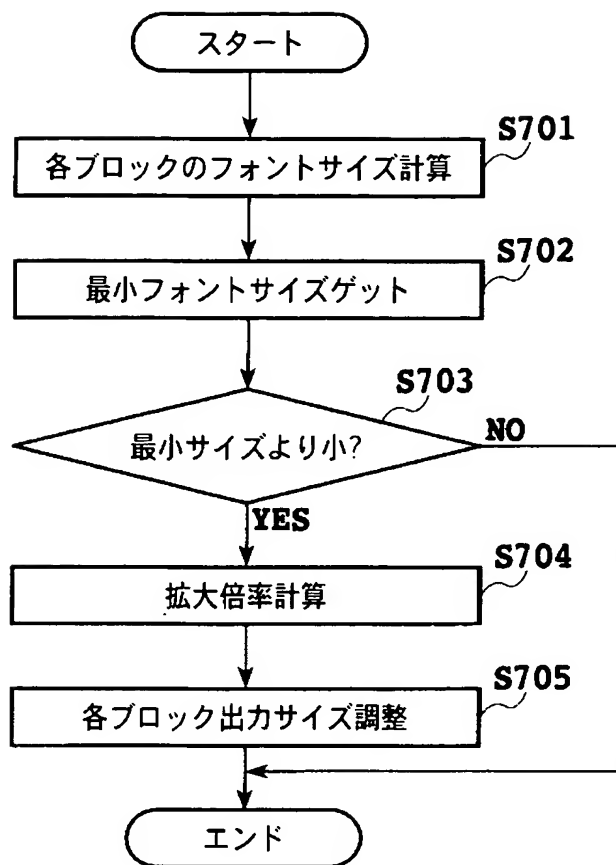 スタート
S701
各ブロックのフォントサイズ計算
S702
最小フォントサイズゲット
S703
最小サイズより小?
NO
YES
S704
拡大倍率計算
S705
各ブロック出力サイズ調整
エンド